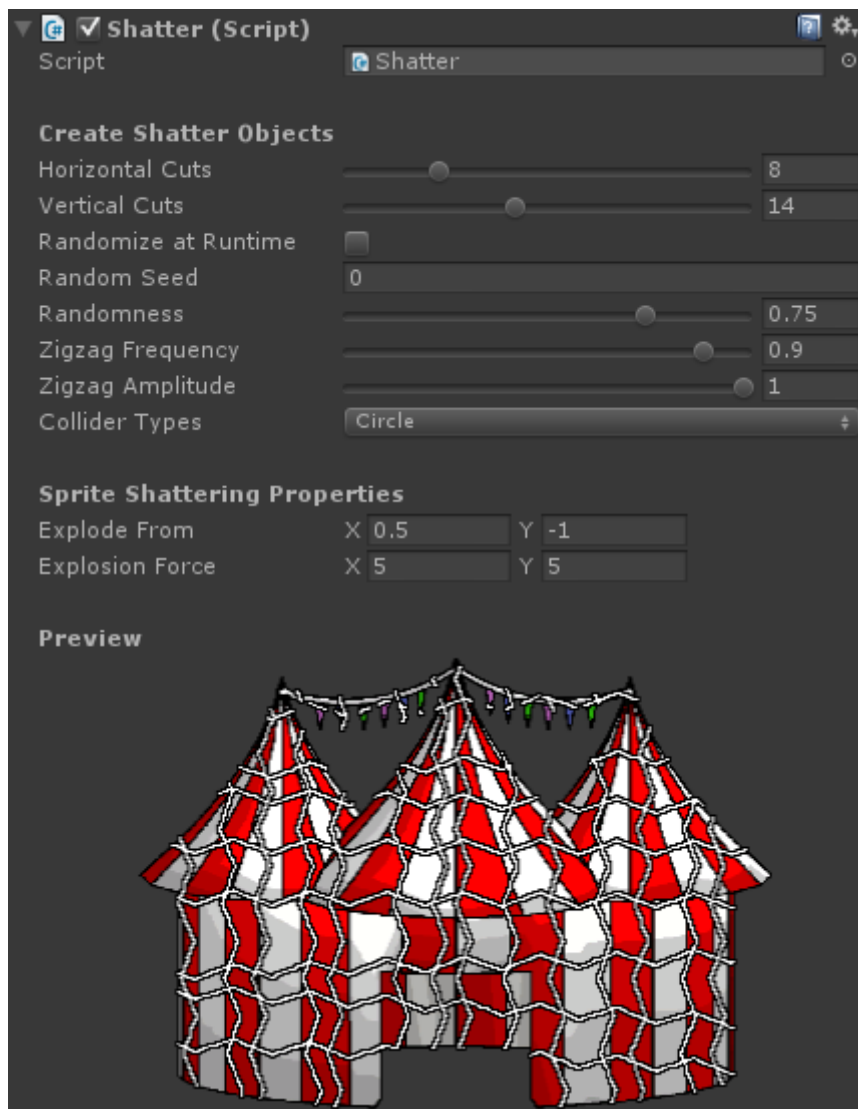 Shatter (Script)
Script Shatter
Create Shatter Objects
Horizontal Cuts 8
Vertical Cuts 14
Randomize at Runtime
Random Seed 0
Randomness 0.75
Zigzag Frequency 0.9
Zigzag Amplitude 1
Collider Types Circle
Sprite Shattering Properties
Explode From X 0.5 Y -1
Explosion Force X 5 Y 5
Preview